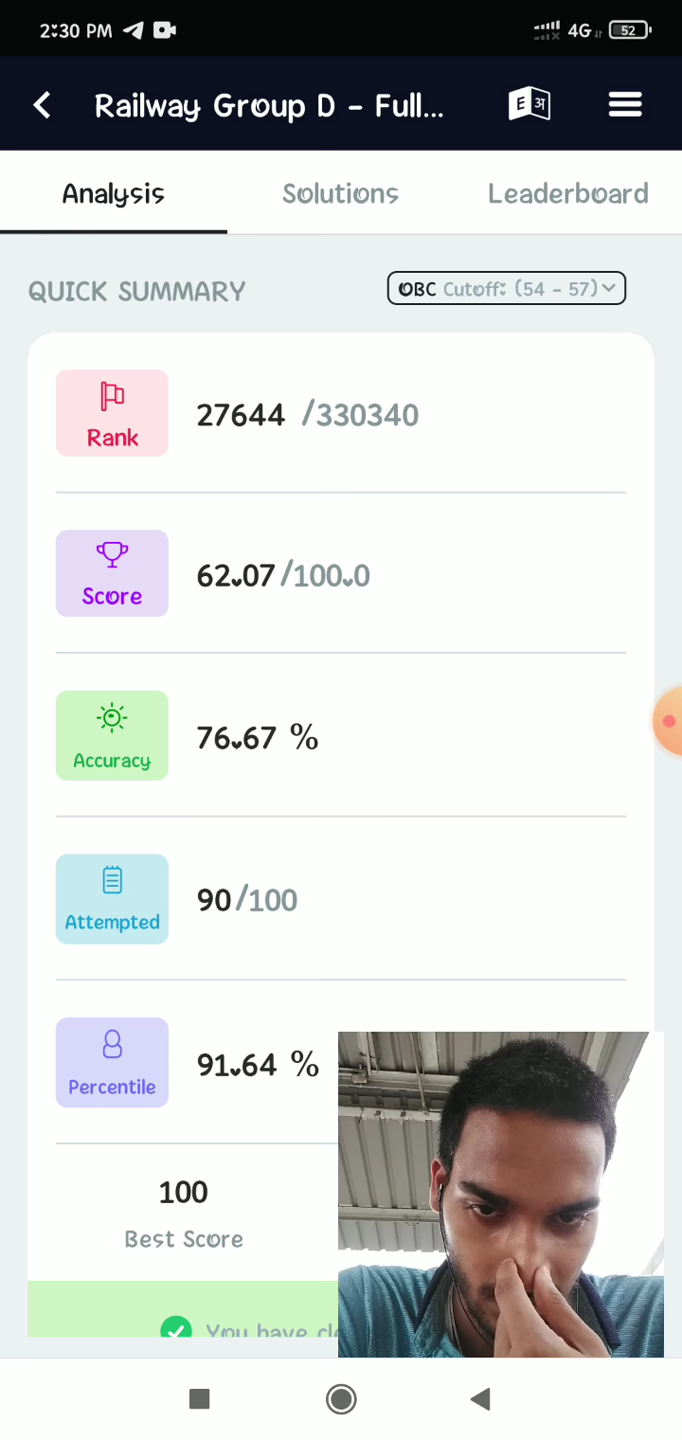 2:30 PM
4G 52
Railway Group D - Full...
E अ
Analysis Solutions Leaderboard
QUICK SUMMARY
OBC Cutoff: (54 - 57)
Rank
27644 /330340
Score
62.07/100.0
Accuracy
76.67 %
Attempted
90/100
Percentile
91.64 %
100
Best Score
You have